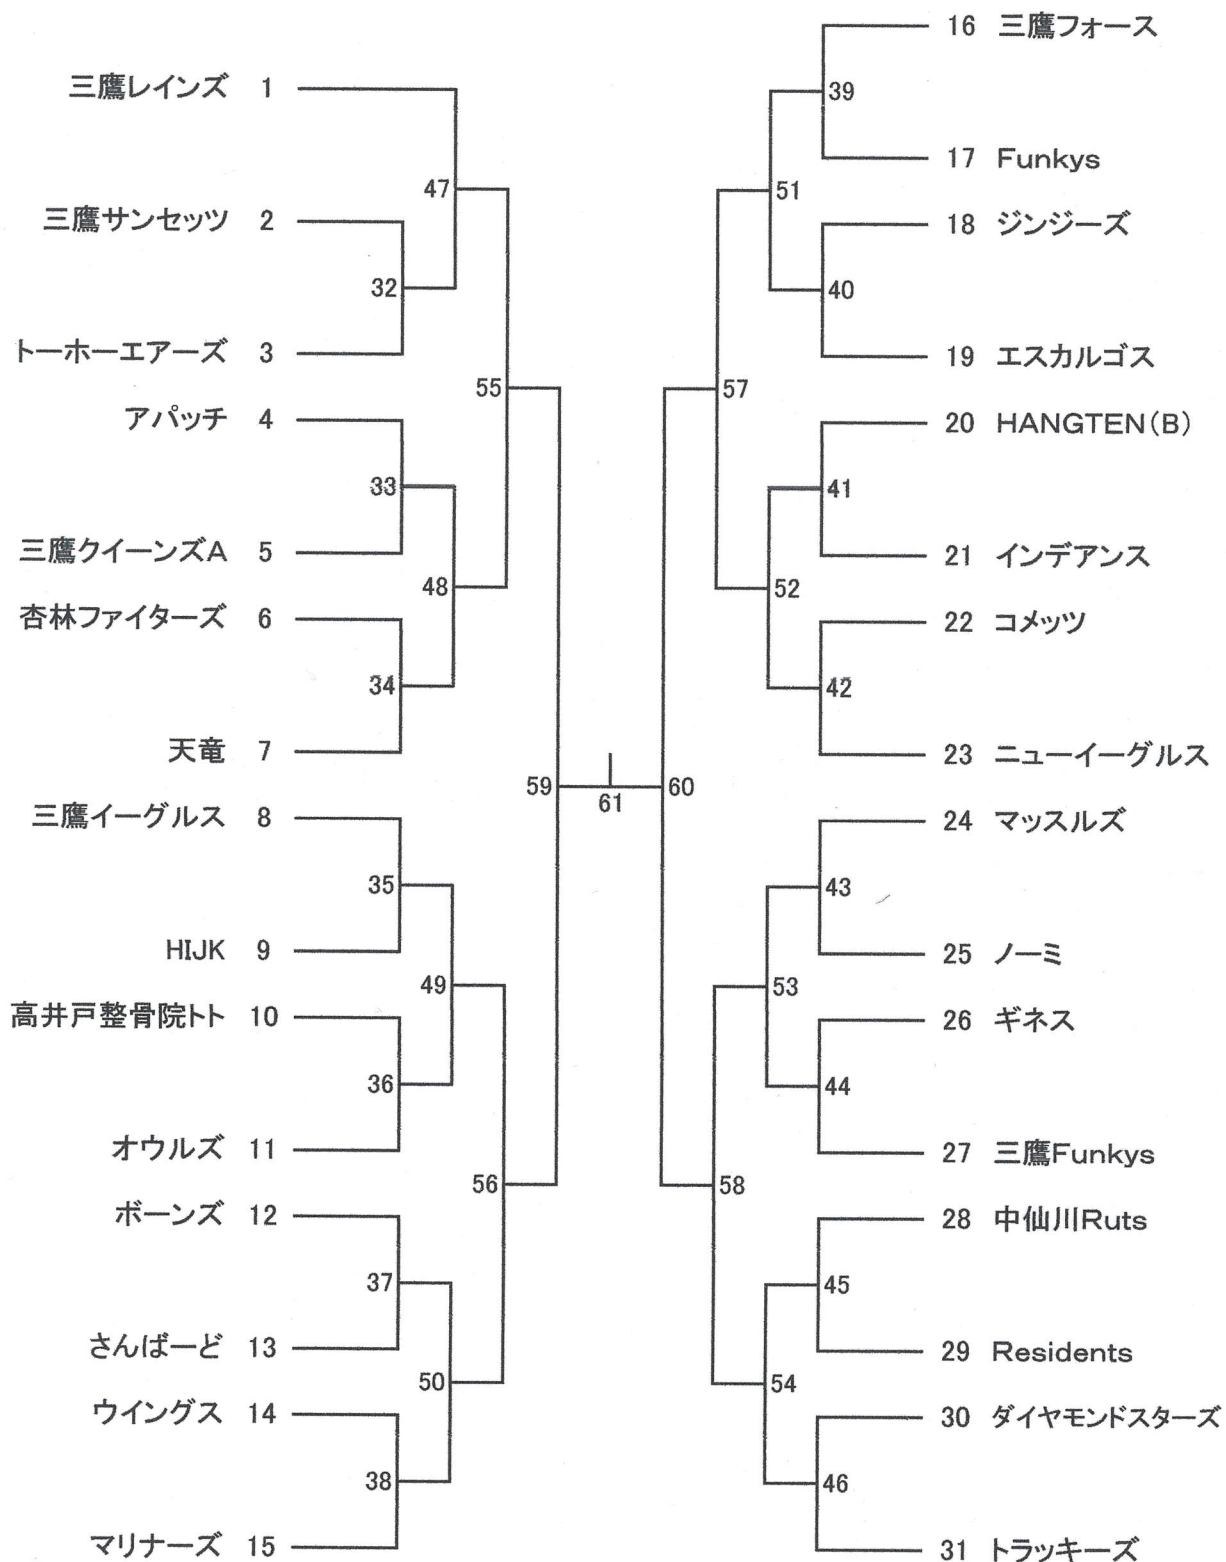 三鷹レインズ 1
三鷹サンセッツ 2
トーホーエアーズ 3
アパッチ 4
三鷹クイーンズA 5
杏林ファイターズ 6
天竜 7
三鷹イーグルス 8
HIJK 9
高井戸整骨院トト 10
オウルズ 11
ボーンズ 12
さんばーど 13
ウイングス 14
マリナーズ 15
32
33
34
35
36
37
38
47
48
49
50
55
56
59
61
60
57
58
51
52
53
54
39
40
41
42
43
44
45
46
16 三鷹フォース
17 Funkys
18 ジンジーズ
19 エスカルゴス
20 HANGTEN(B)
21 インデアンス
22 コメッツ
23 ニューイーグルス
24 マッスルズ
25 ノーミ
26 ギネス
27 三鷹Funkys
28 中仙川Ruts
29 Residents
30 ダイヤモンドスターズ
31 トラッキーズ